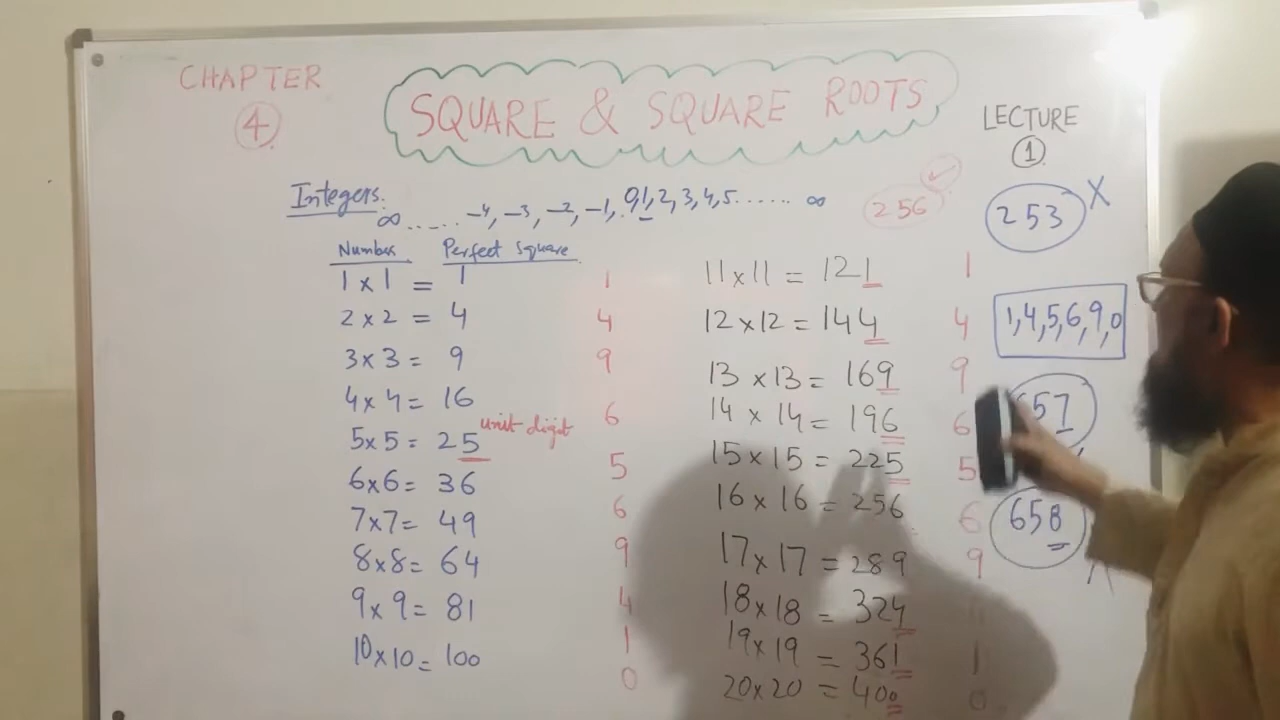 CHAPTER
4
SQUARE & SQUARE ROOTS
LECTURE
1
Integers.
∞ ...... -4, -3, -2, -1, 0, 1, 2, 3, 4, 5 ...... ∞
256
253 X
Number Perfect Square
1 x 1 = 1 1
2 x 2 = 4 4
3 x 3 = 9 9
4 x 4 = 16 6
5 x 5 = 25 unit digit 5
6 x 6 = 36 6
7 x 7 = 49 9
8 x 8 = 64 4
9 x 9 = 81 1
10 x 10 = 100 0
11 x 11 = 121 1
12 x 12 = 144 4
13 x 13 = 169 9
14 x 14 = 196 6
15 x 15 = 225 5
16 x 16 = 256 6
17 x 17 = 289 9
18 x 18 = 324
19 x 19 = 361 1
20 x 20 = 400 0
1, 4, 5, 6, 9, 0
57
658